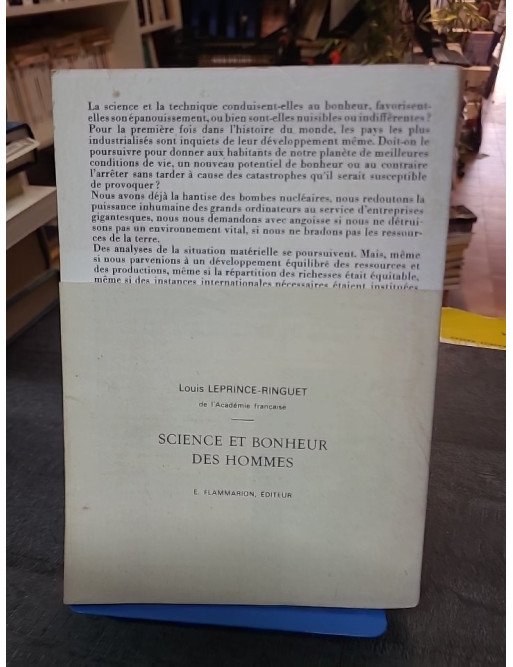 La science et la technique conduisent-elles au bonheur, favorisent-
elles son épanouissement, ou bien sont-elles nuisibles ou indifférentes ?
Pour la première fois dans l'histoire du monde, les pays les plus
industrialisés sont inquiets de leur développement même. Doit-on le
poursuivre pour donner aux habitants de notre planète de meilleures
conditions de vie, un nouveau potentiel de bonheur ou au contraire
l'arrêter sans tarder à cause des catastrophes qu'il serait susceptible
de provoquer ?
Nous avons déjà la hantise des bombes nucléaires, nous redoutons la
puissance inhumaine des grands ordinateurs au service d'entreprises
gigantesques, nous nous demandons avec angoisse si nous ne détrui-
sons pas un environnement vital, si nous ne bradons pas les ressour-
ces de la terre.
Des analyses de la situation matérielle se poursuivent. Mais, même
si nous parvenions à un développement équilibré des ressources et
des productions, même si la répartition des richesses était équitable,
même si des instances internationales nécessaires étaient instituées
Louis LEPRINCE-RINGUET
de l'Académie française
SCIENCE ET BONHEUR
DES HOMMES
E. FLAMMARION, ÉDITEUR